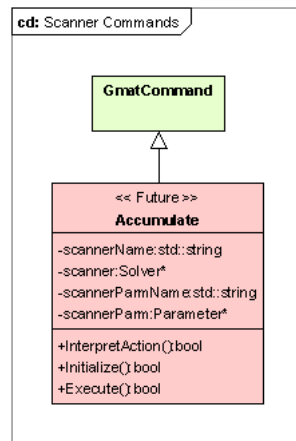 cd: Scanner Commands
GmatCommand
<< Future >>
Accumulate
-scannerName:std::string
-scanner:Solver*
-scannerParmName:std::string
-scannerParm:Parameter*
+InterpretAction():bool
+Initialize():bool
+Execute():bool